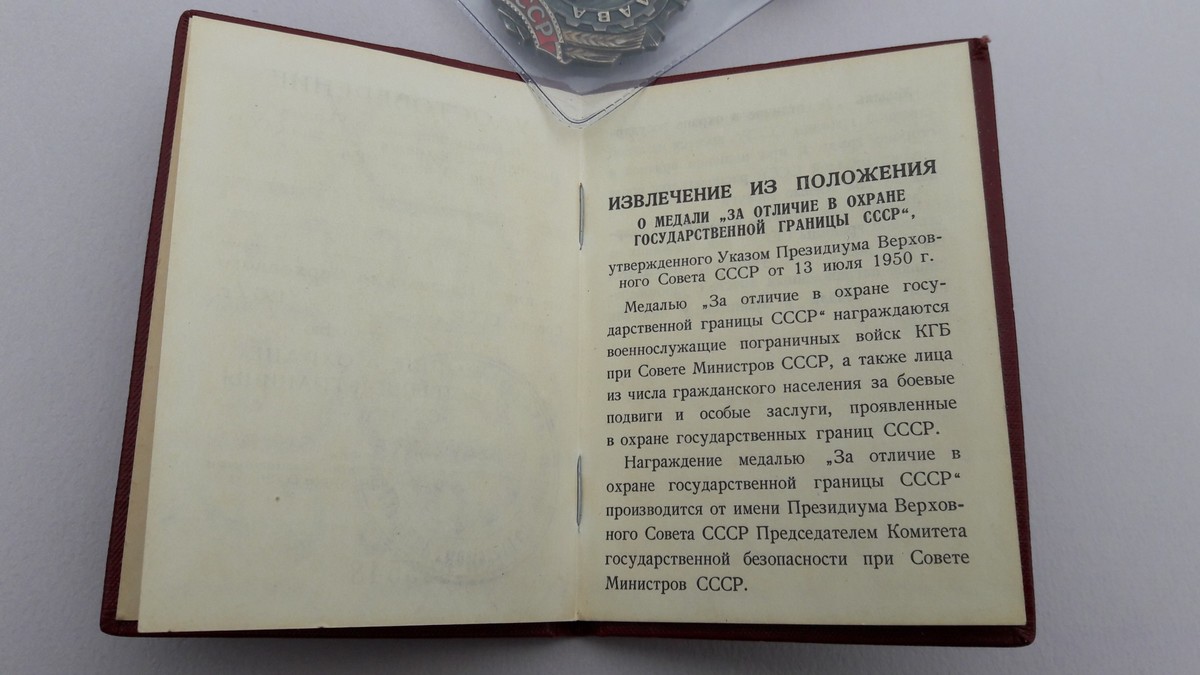 СССР
СЛАВА
ИЗВЛЕЧЕНИЕ ИЗ ПОЛОЖЕНИЯ
О МЕДАЛИ „ЗА ОТЛИЧИЕ В ОХРАНЕ
ГОСУДАРСТВЕННОЙ ГРАНИЦЫ СССР“,
утвержденного Указом Президиума Верхов-
ного Совета СССР от 13 июля 1950 г.
Медалью „За отличие в охране госу-
дарственной границы СССР“ награждаются
военнослужащие пограничных войск КГБ
при Совете Министров СССР, а также лица
из числа гражданского населения за боевые
подвиги и особые заслуги, проявленные
в охране государственных границ СССР.
Награждение медалью „За отличие в
охране государственной границы СССР“
производится от имени Президиума Верхов-
ного Совета СССР Председателем Комитета
государственной безопасности при Совете
Министров СССР.